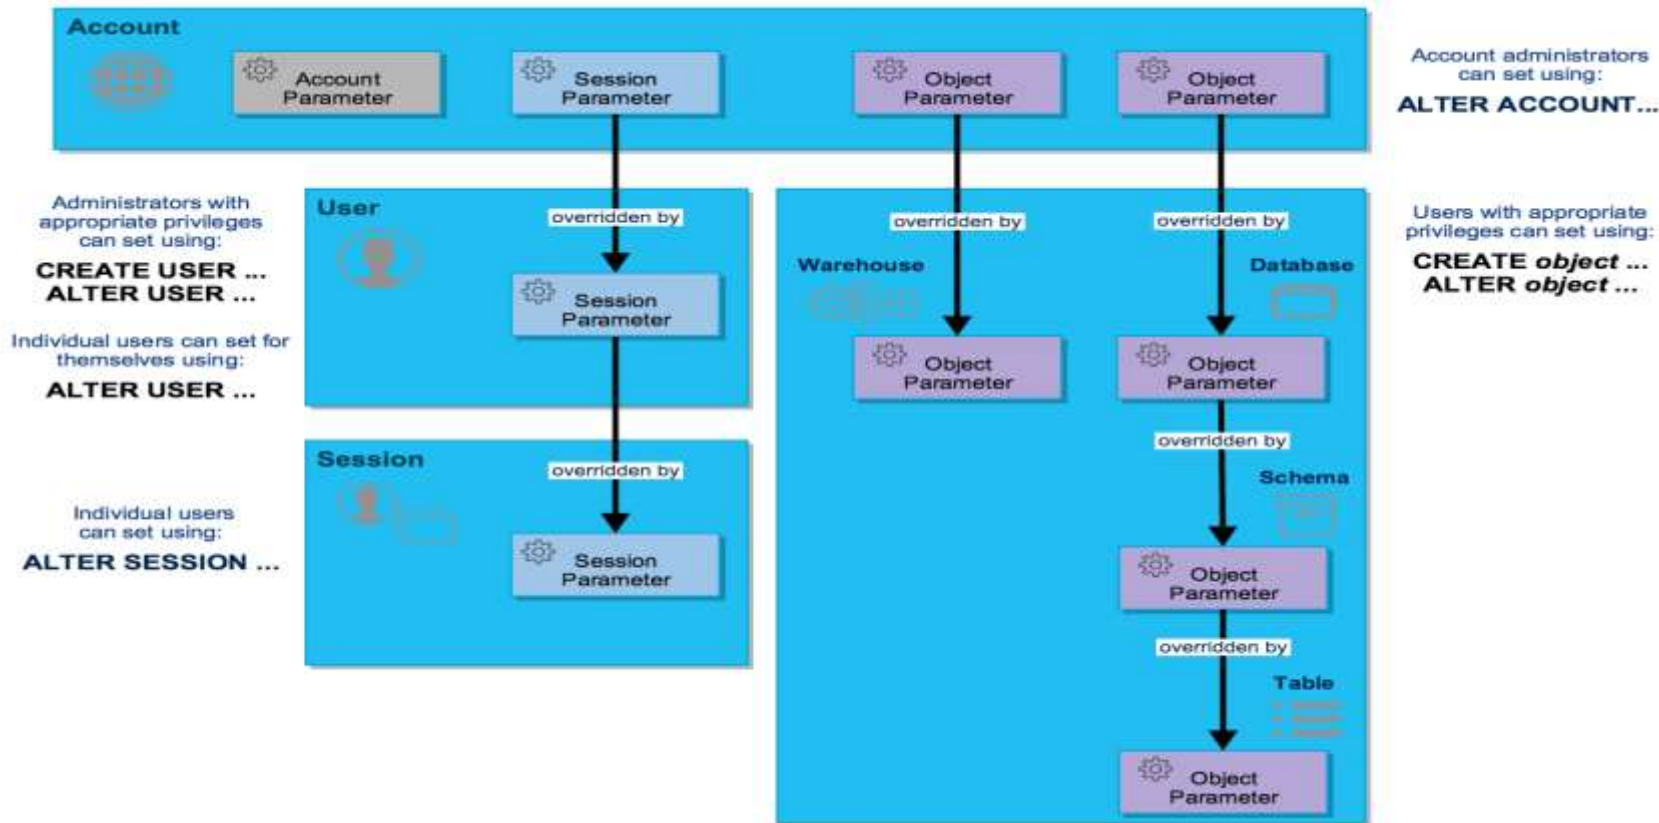 Account
Account
Parameter
Session
Parameter
Object
Parameter
Object
Parameter
Account administrators
can set using:
ALTER ACCOUNT...
Administrators with
appropriate privileges
can set using:
CREATE USER ...
ALTER USER ...
Individual users can set for
themselves using:
ALTER USER ...
User
overridden by
Session
Parameter
Session
overridden by
Session
Parameter
Individual users
can set using:
ALTER SESSION ...
overridden by
Warehouse
Object
Parameter
overridden by
Database
Object
Parameter
overridden by
Schema
Object
Parameter
overridden by
Table
Object
Parameter
Users with appropriate
privileges can set using:
CREATE object ...
ALTER object ...